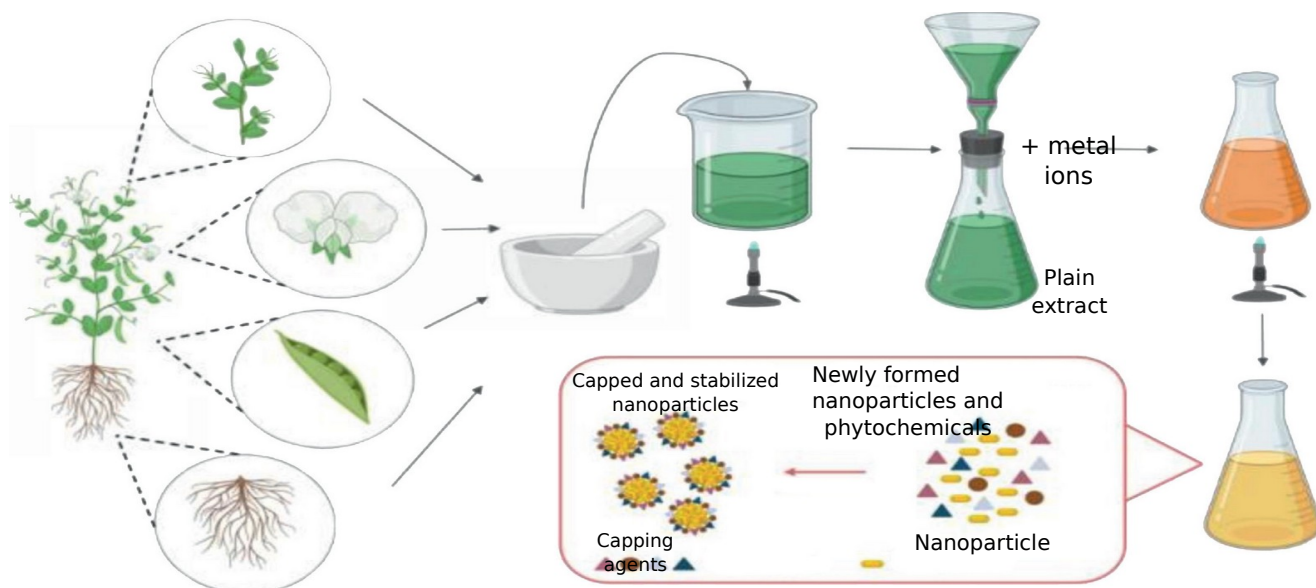 + metal
ions
Plain
extract
Capped and stabilized
nanoparticles
Newly formed
nanoparticles and
phytochemicals
Capping
agents
Nanoparticle